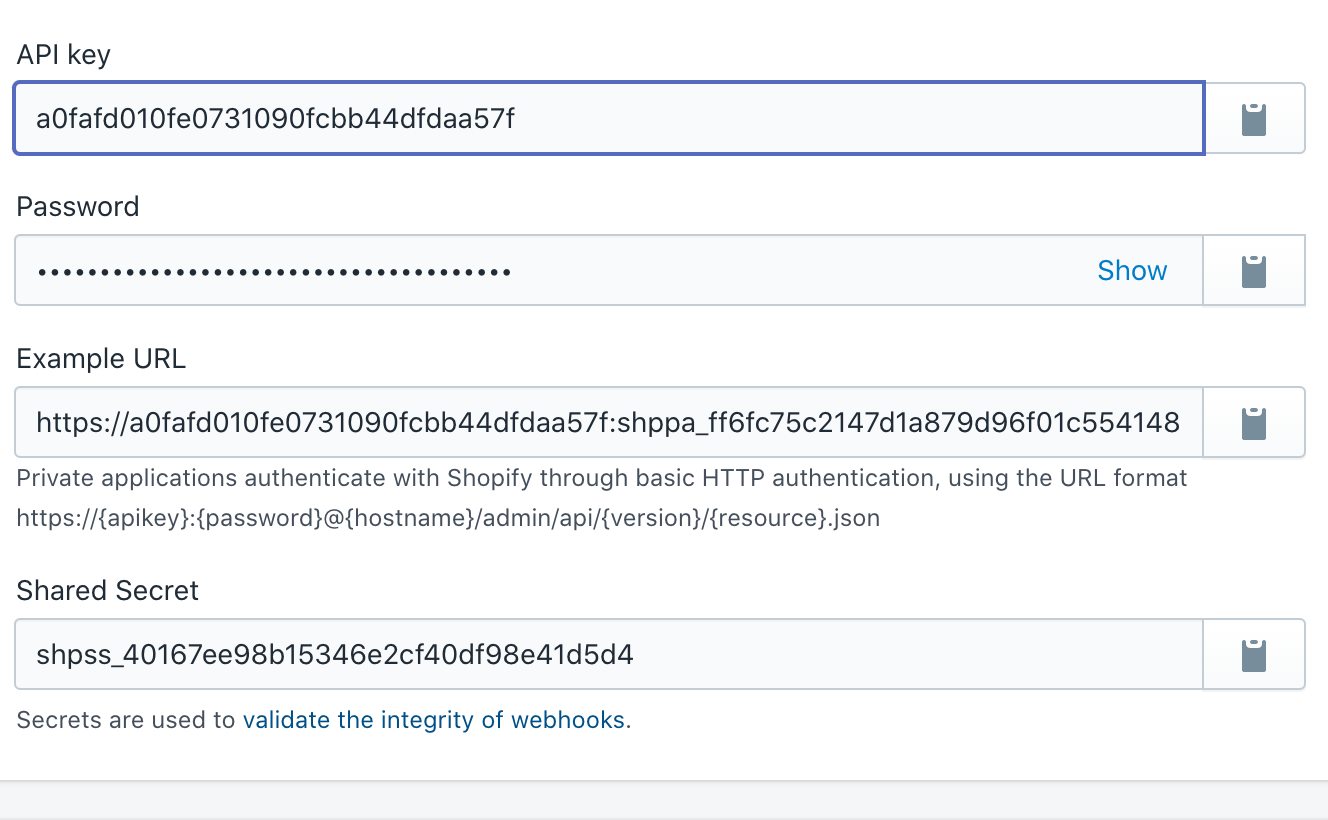 API key
a0fafd010fe0731090fcbb44dfdaa57f
Password
••••••••••••••••••••••••••••••••••••••
Show
Example URL
https://a0fafd010fe0731090fcbb44dfdaa57f:shppa_ff6fc75c2147d1a879d96f01c554148
Private applications authenticate with Shopify through basic HTTP authentication, using the URL format
https://{apikey}:{password}@{hostname}/admin/api/{version}/{resource}.json
Shared Secret
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
Secrets are used to validate the integrity of webhooks.